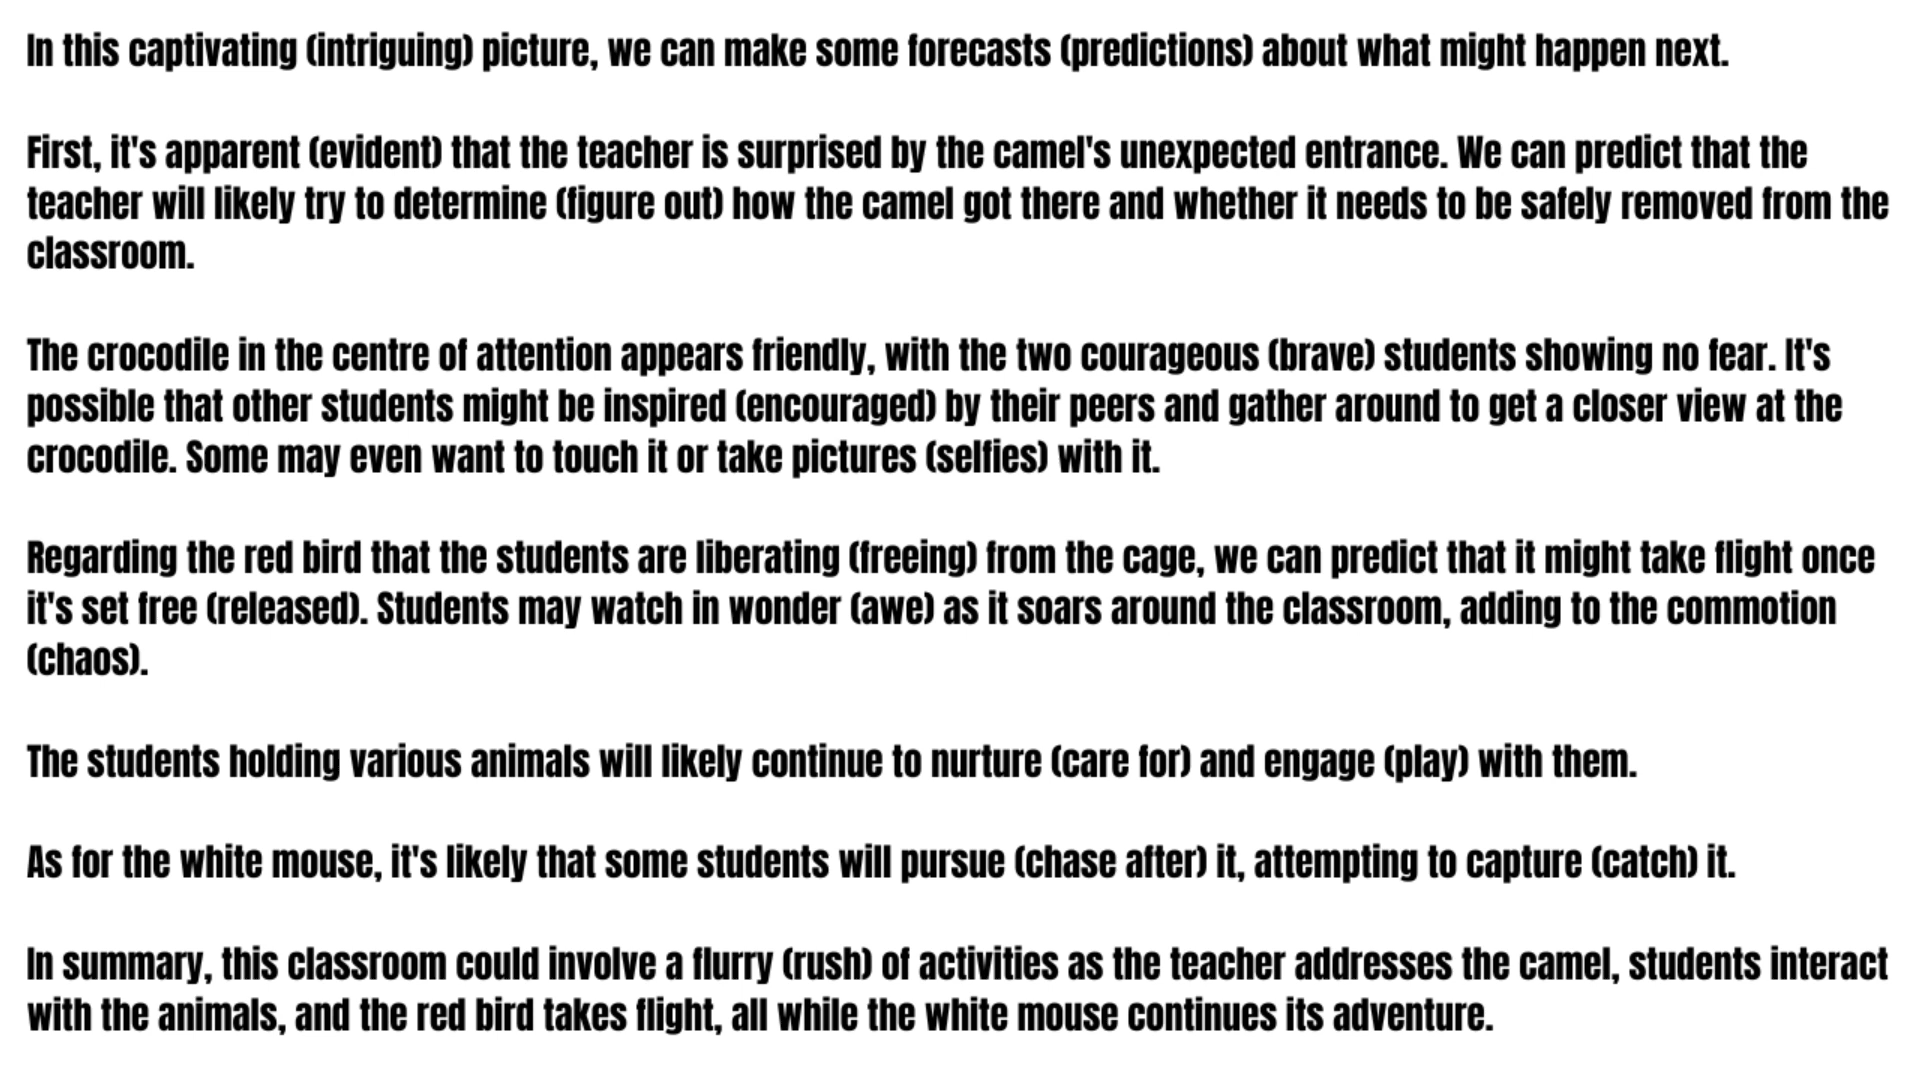 In this captivating (intriguing) picture, we can make some forecasts (predictions) about what might happen next.
First, it's apparent (evident) that the teacher is surprised by the camel's unexpected entrance. We can predict that the
teacher will likely try to determine (figure out) how the camel got there and whether it needs to be safely removed from the
classroom.
The crocodile in the centre of attention appears friendly, with the two courageous (brave) students showing no fear. It's
possible that other students might be inspired (encouraged) by their peers and gather around to get a closer view at the
crocodile. Some may even want to touch it or take pictures (selfies) with it.
Regarding the red bird that the students are liberating (freeing) from the cage, we can predict that it might take flight once
it's set free (released). Students may watch in wonder (awe) as it soars around the classroom, adding to the commotion
(chaos).
The students holding various animals will likely continue to nurture (care for) and engage (play) with them.
As for the white mouse, it's likely that some students will pursue (chase after) it, attempting to capture (catch) it.
In summary, this classroom could involve a flurry (rush) of activities as the teacher addresses the camel, students interact
with the animals, and the red bird takes flight, all while the white mouse continues its adventure.